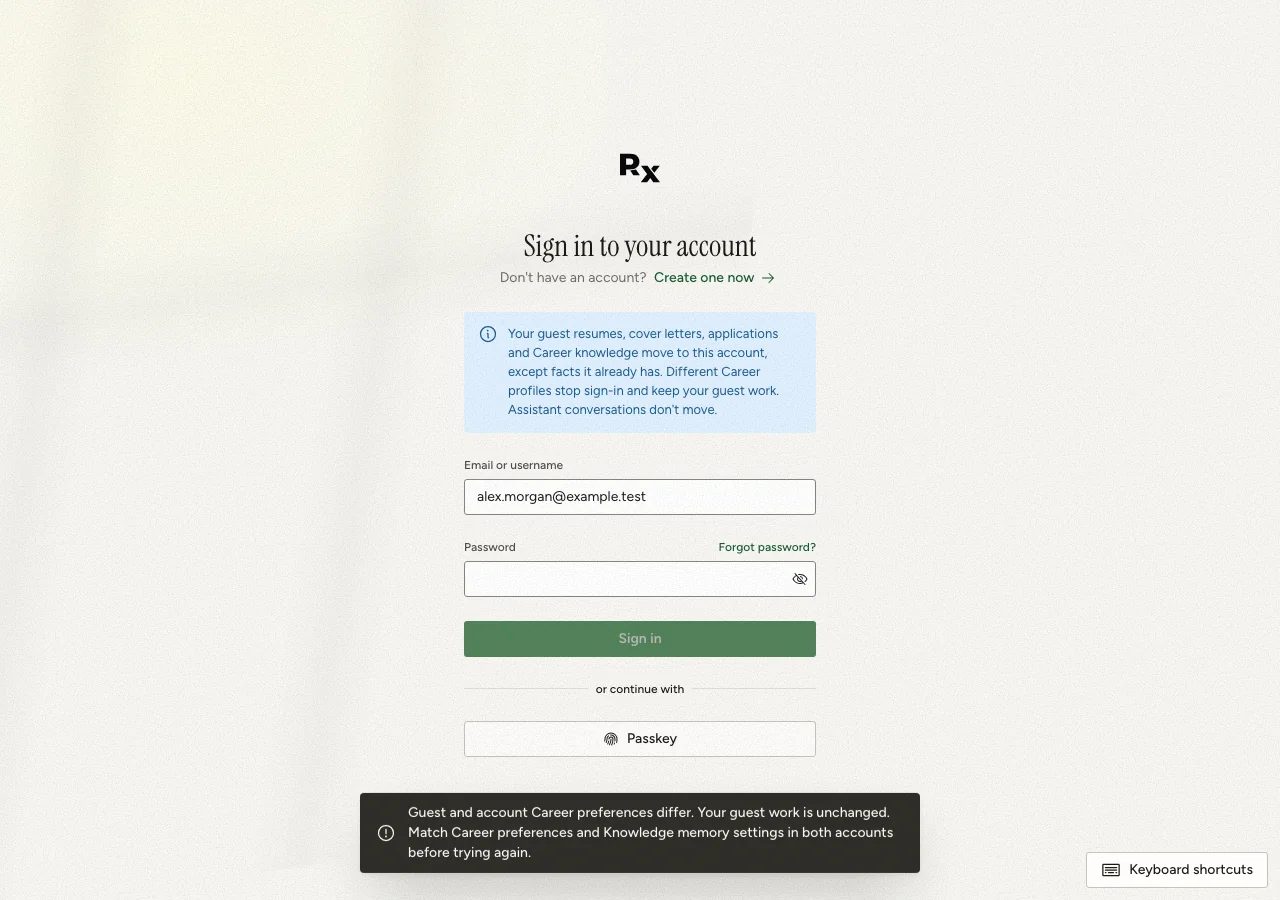 Rx
Sign in to your account
Don't have an account? Create one now
Your guest resumes, cover letters, applications
and Career knowledge move to this account,
except facts it already has. Different Career
profiles stop sign-in and keep your guest work.
Assistant conversations don't move.
Email or username
alex.morgan@example.test
Password
Forgot password?
Sign in
or continue with
Passkey
Guest and account Career preferences differ. Your guest work is unchanged.
Match Career preferences and Knowledge memory settings in both accounts
before trying again.
Keyboard shortcuts